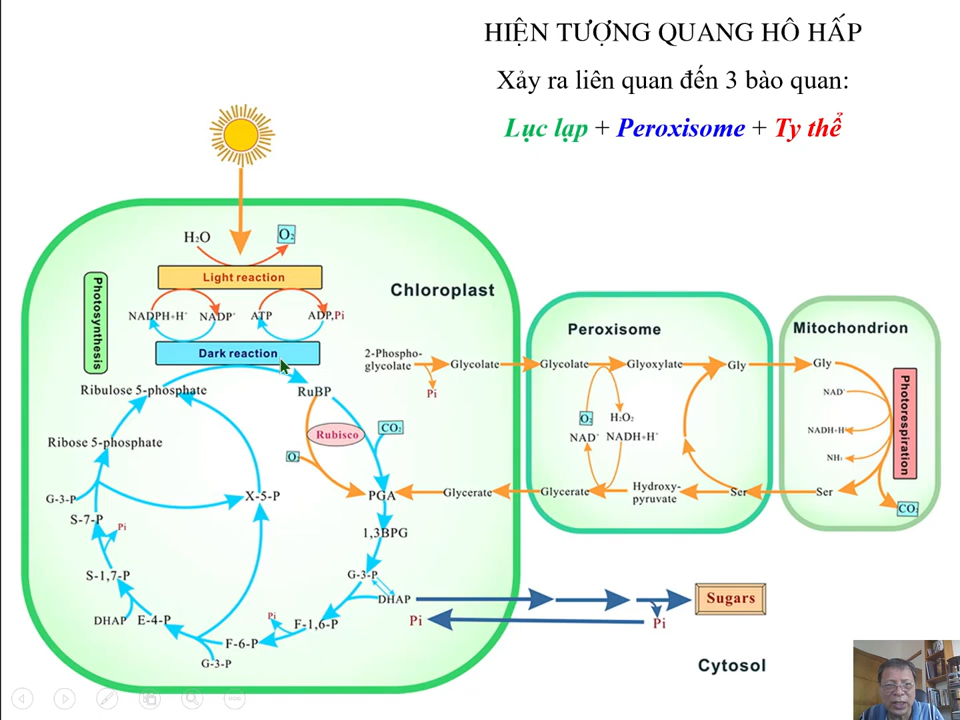 HIỆN TƯỢNG QUANG HÔ HẤP
Xảy ra liên quan đến 3 bào quan:
Lục lạp + Peroxisome + Ty thể
H₂O
O₂
Light reaction
Photosynthesis
NADPH+H⁺
NADP⁺
ATP
ADP,Pi
Dark reaction
Chloroplast
Ribulose 5-phosphate
RuBP
2-Phospho-
glycolate
Pi
Glycolate
Rubisco
CO₂
O₂
Ribose 5-phosphate
G-3-P
X-5-P
PGA
Glycerate
S-7-P
Pi
1,3BPG
S-1,7-P
G-3-P
DHAP
DHAP
E-4-P
Pi
F-1,6-P
F-6-P
G-3-P
Pi
Pi
Sugars
Cytosol
Peroxisome
Glycolate
Glyoxylate
Gly
O₂
H₂O₂
NAD⁺
NADH+H⁺
Glycerate
Hydroxy-
pyruvate
Ser
Mitochondrion
Gly
NAD⁺
NADH+H⁺
NH₃
Ser
CO₂
Photorespiration